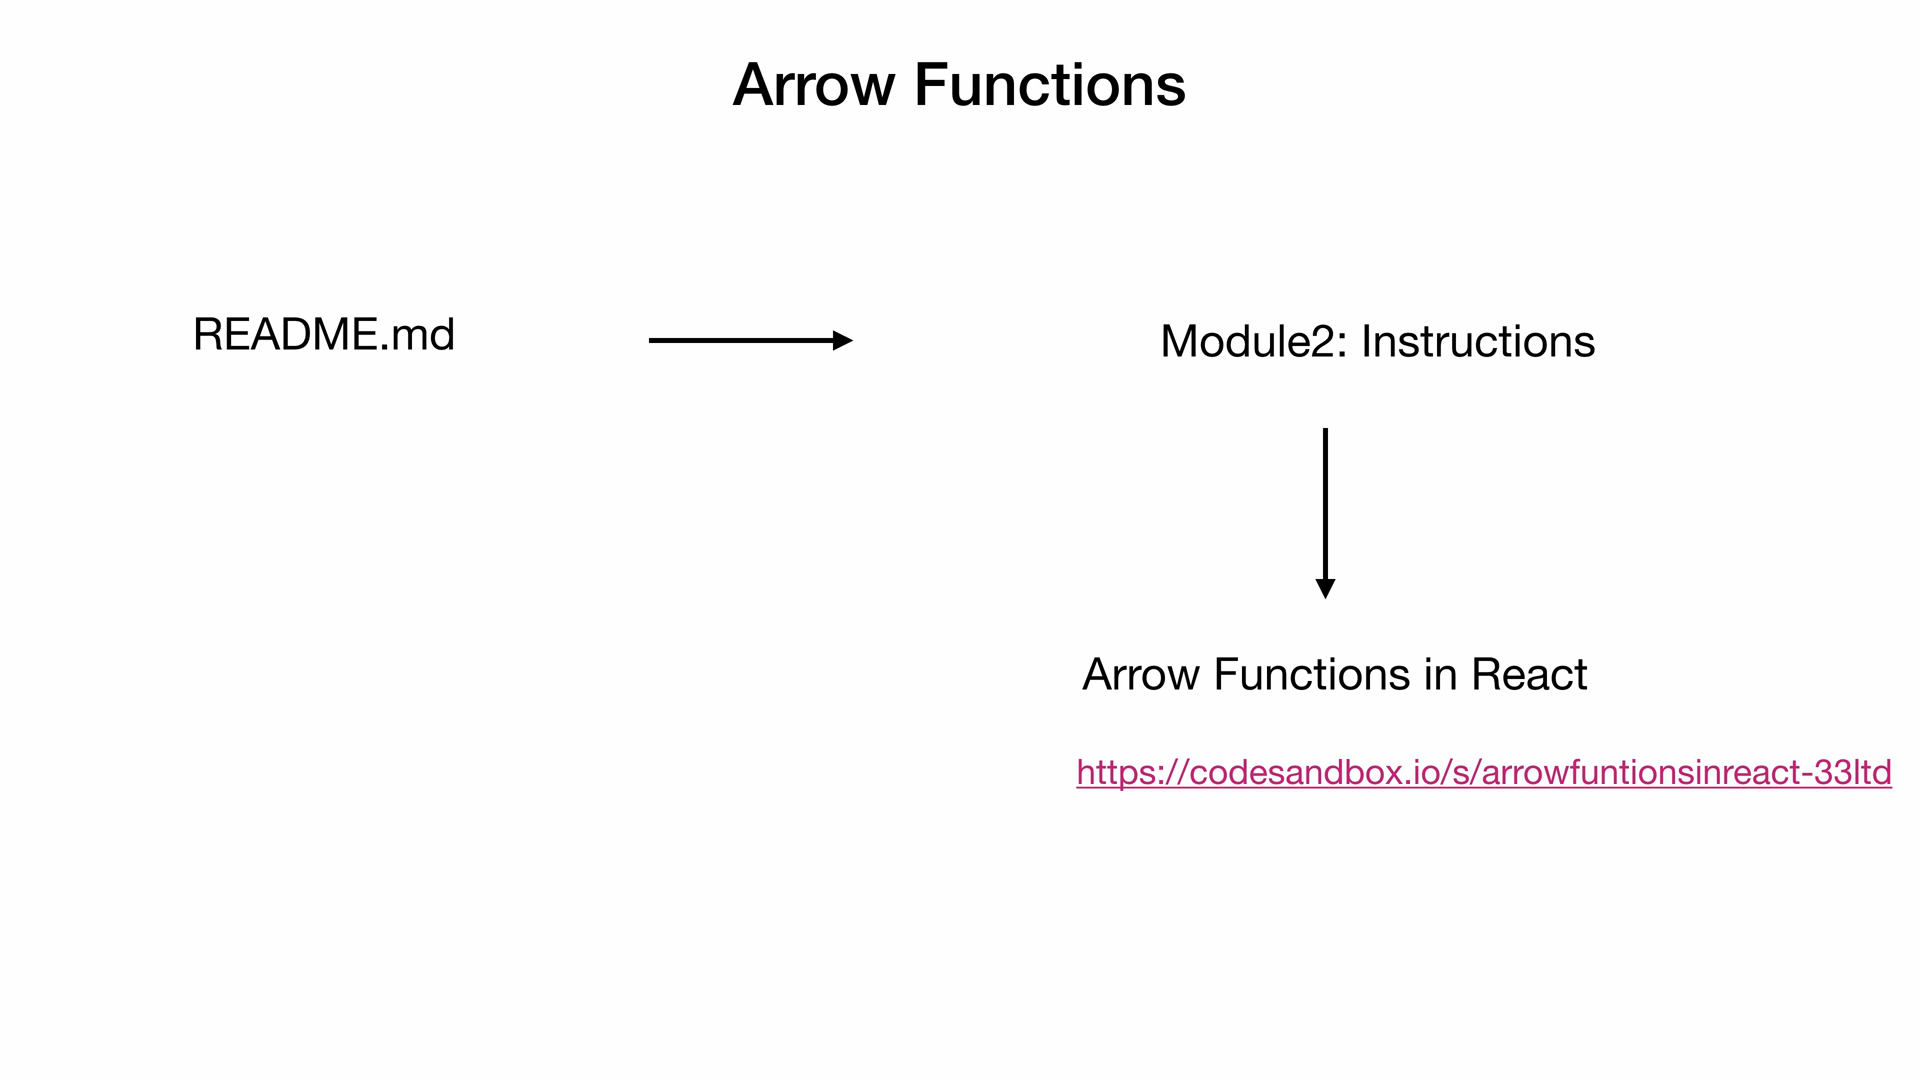 Arrow Functions
README.md
Module2: Instructions
Arrow Functions in React
https://codesandbox.io/s/arrowfuntionsinreact-33ltd